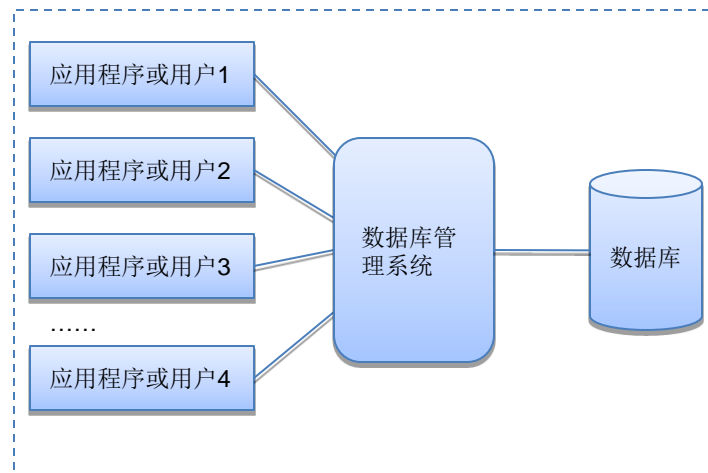 应用程序或用户1
应用程序或用户2
应用程序或用户3
......
应用程序或用户4
数据库管
理系统
数据库